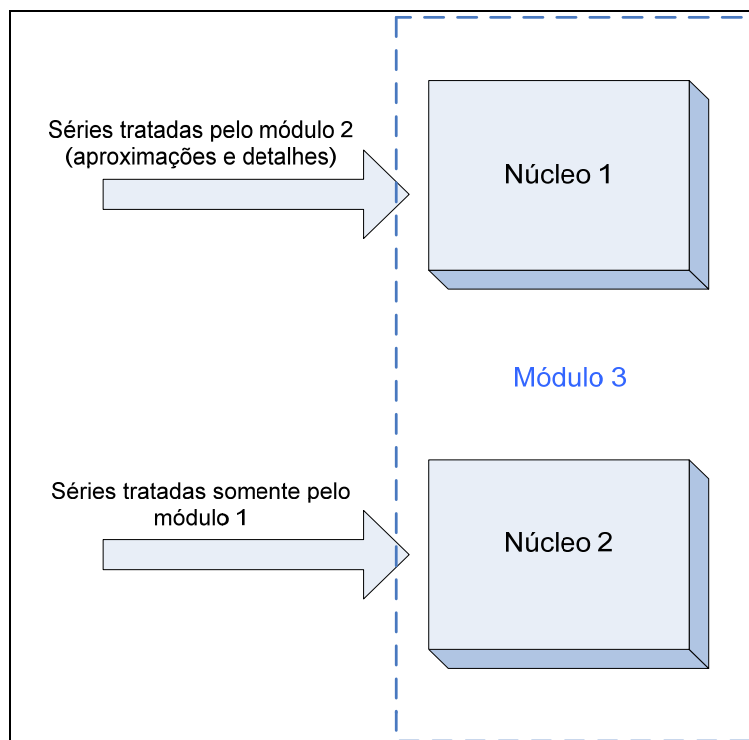 Séries tratadas pelo módulo 2
(aproximações e detalhes)
Núcleo 1
Módulo 3
Séries tratadas somente pelo
módulo 1
Núcleo 2